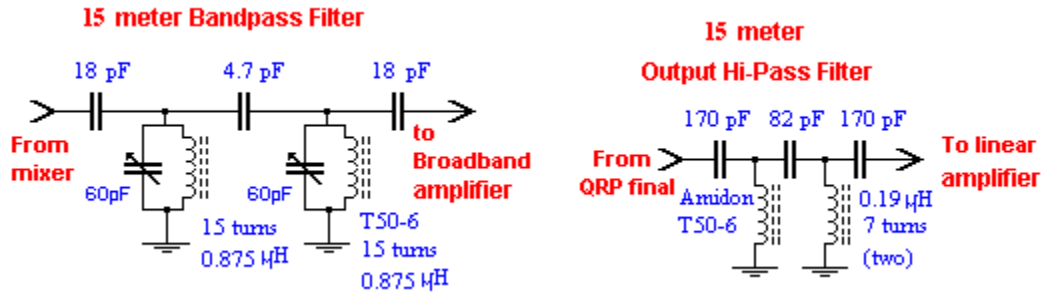 15 meter Bandpass Filter
18 pF
4.7 pF
18 pF
From
mixer
to
Broadband
amplifier
60pF
60pF
15 turns
0.875 µH
T50-6
15 turns
0.875 µH
15 meter
Output Hi-Pass Filter
170 pF
82 pF
170 pF
From
QRP final
To linear
amplifier
Amidon
T50-6
0.19 µH
7 turns
(two)